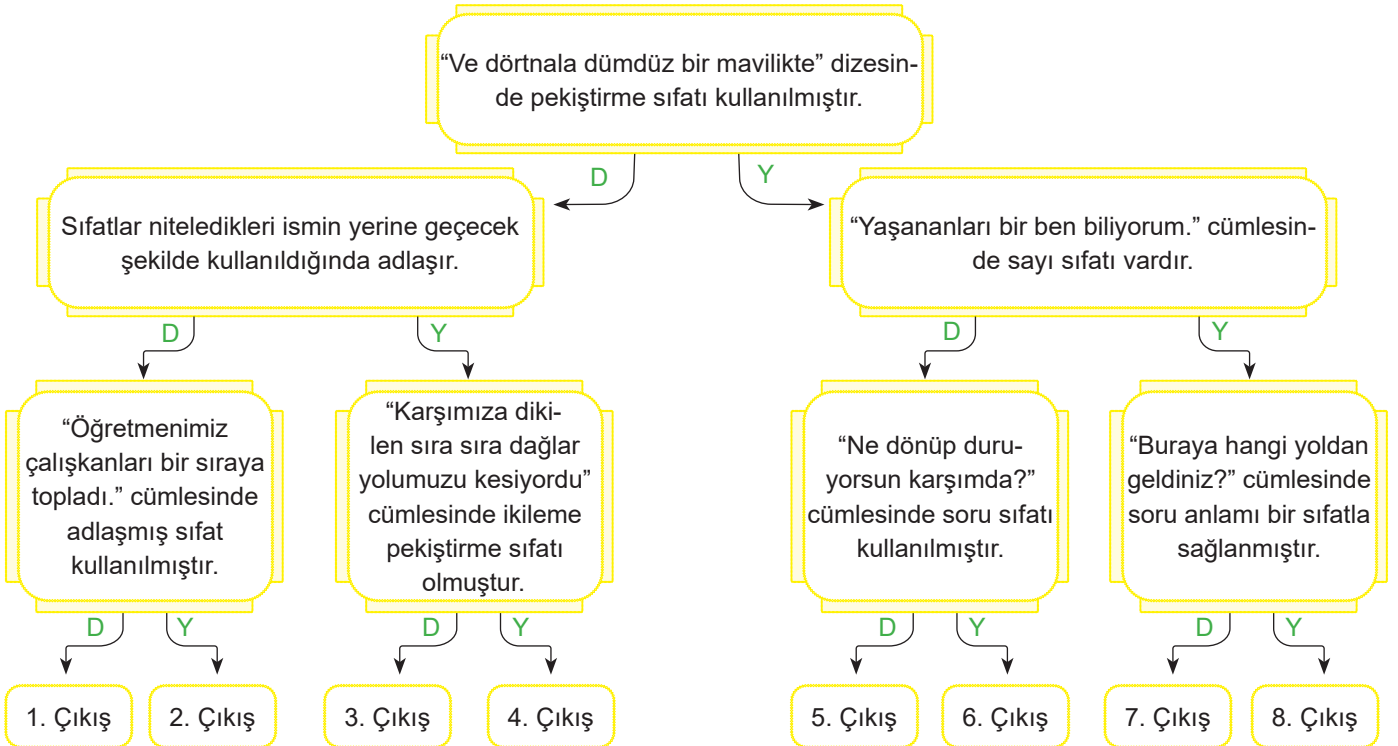 “Ve dörtnala dümdüz bir mavilikte” dizesin-
de pekiştirme sıfatı kullanılmıştır.
D
Y
Sıfatlar niteledikleri ismin yerine geçecek
şekilde kullanıldığında adlaşır.
“Yaşananları bir ben biliyorum.” cümlesin-
de sayı sıfatı vardır.
D
Y
D
Y
“Öğretmenimiz
çalışkanları bir sıraya
topladı.” cümlesinde
adlaşmış sıfat
kullanılmıştır.
“Karşımıza diki-
len sıra sıra dağlar
yolumuzu kesiyordu”
cümlesinde ikileme
pekiştirme sıfatı
olmuştur.
“Ne dönüp duru-
yorsun karşımda?”
cümlesinde soru sıfatı
kullanılmıştır.
“Buraya hangi yoldan
geldiniz?” cümlesinde
soru anlamı bir sıfatla
sağlanmıştır.
D
Y
D
Y
D
Y
D
Y
1. Çıkış
2. Çıkış
3. Çıkış
4. Çıkış
5. Çıkış
6. Çıkış
7. Çıkış
8. Çıkış